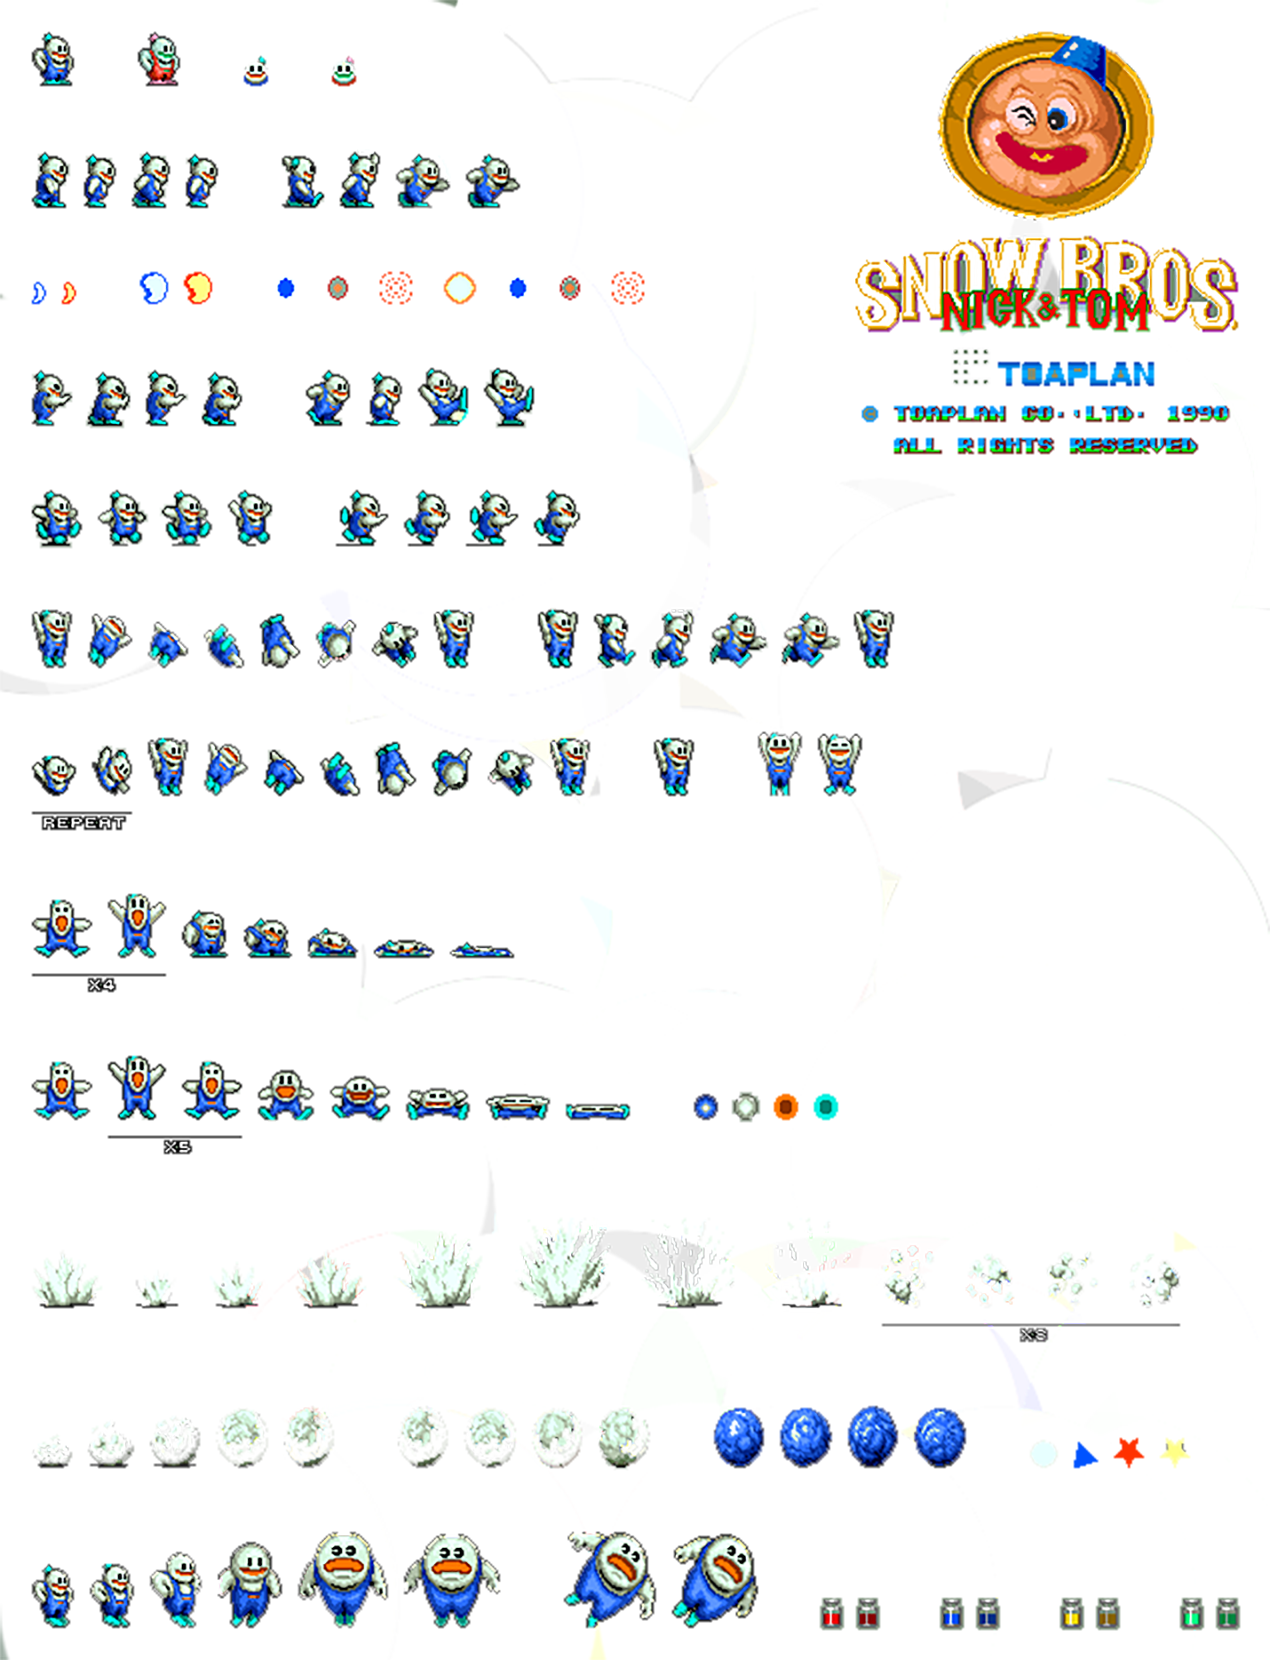 SNOW BROS.
NICK & TOM
TOAPLAN
© TOAPLAN CO., LTD. 1990
ALL RIGHTS RESERVED
REPEAT
X4
X5
X8